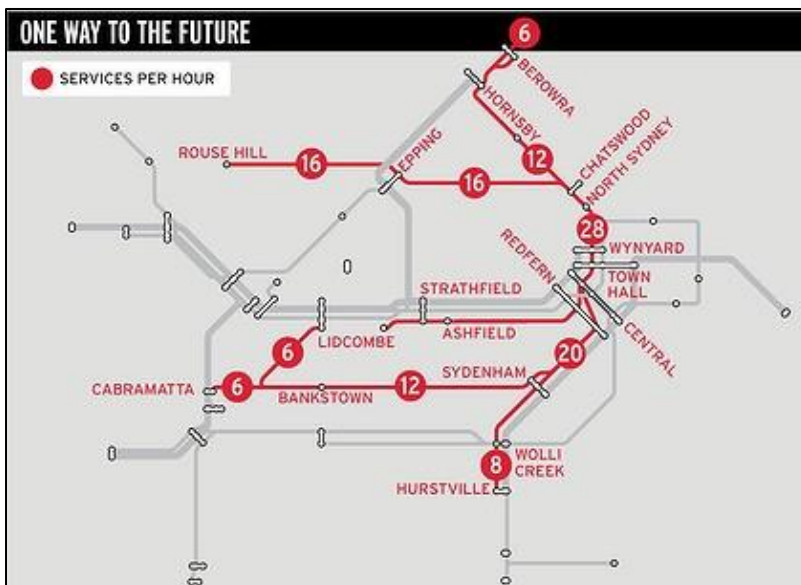 ONE WAY TO THE FUTURE
6
SERVICES PER HOUR
BEROWRA
HORNSBY
ROUSE HILL
16
EPPING
12
16
CHATSWOOD
NORTH SYDNEY
28
WYNYARD
REDFERN
TOWN
HALL
STRATHFIELD
CENTRAL
LIDCOMBE
ASHFIELD
6
20
SYDENHAM
CABRAMATTA
6
BANKSTOWN
12
WOLLI
CREEK
8
HURSTVILLE